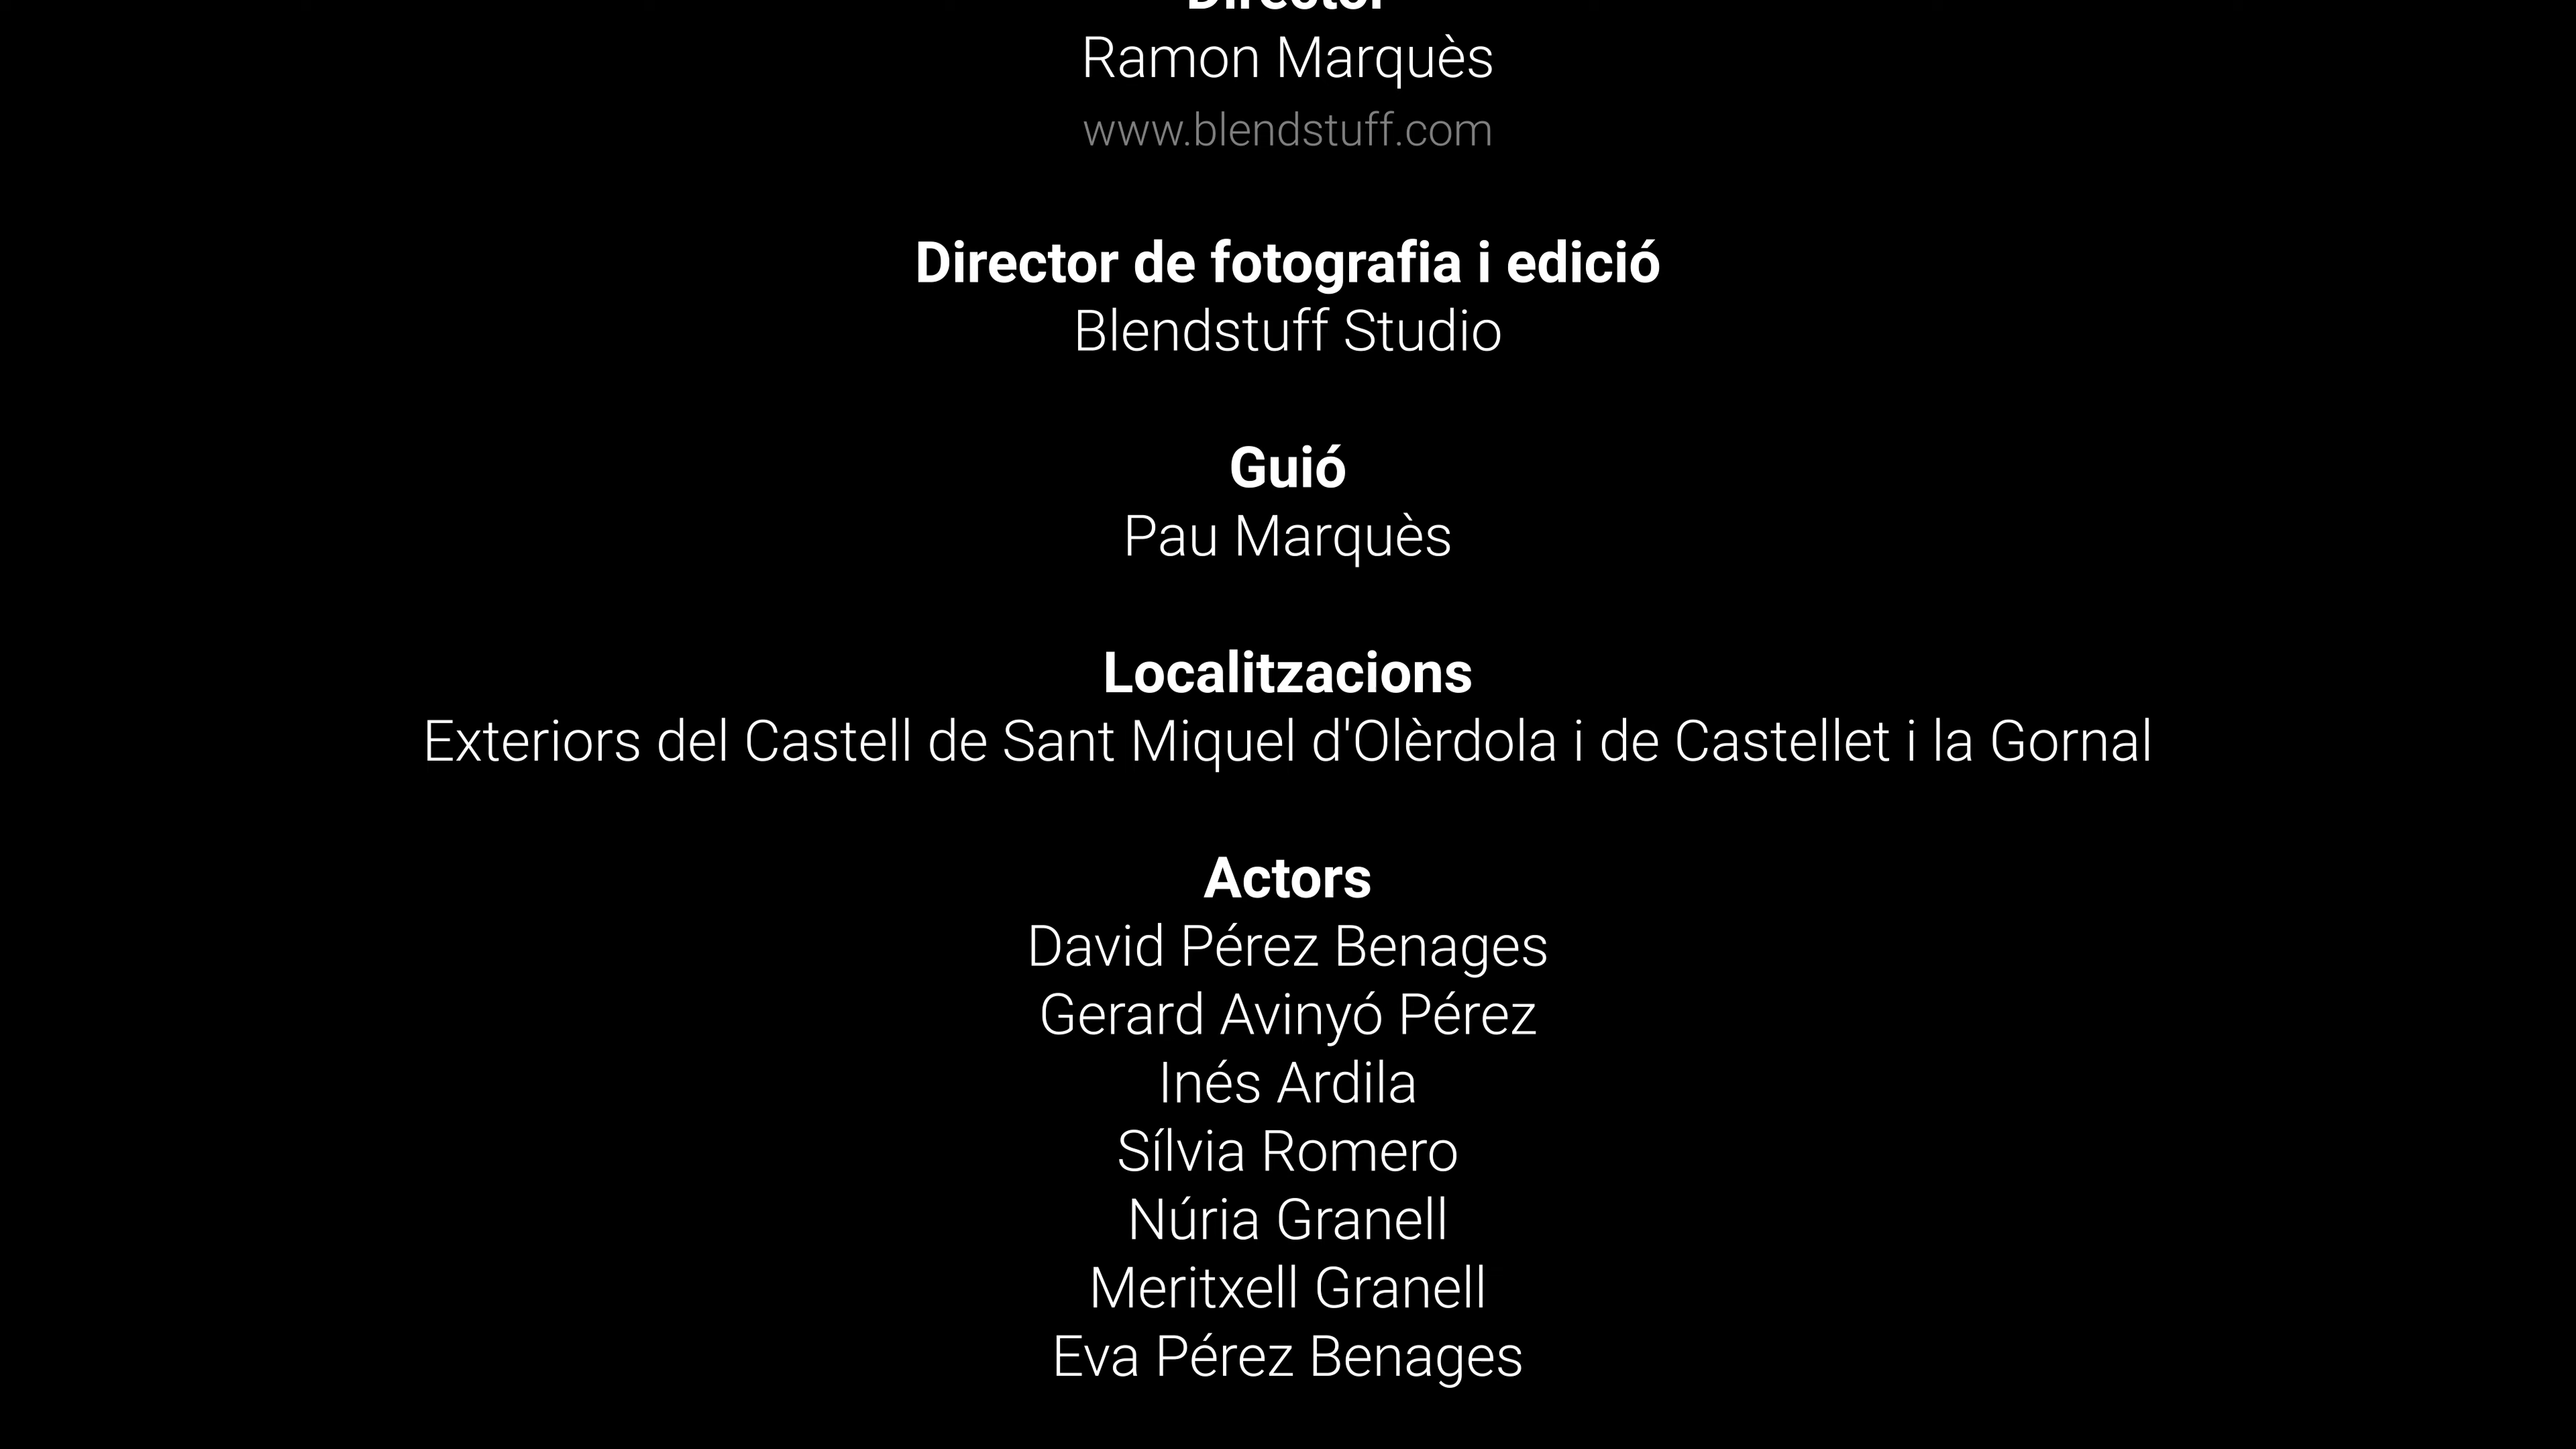 Director
Ramon Marquès
www.blendstuff.com
Director de fotografia i edició
Blendstuff Studio
Guió
Pau Marquès
Localitzacions
Exteriors del Castell de Sant Miquel d'Olèrdola i de Castellet i la Gornal
Actors
David Pérez Benages
Gerard Avinyó Pérez
Inés Ardila
Sílvia Romero
Núria Granell
Meritxell Granell
Eva Pérez Benages